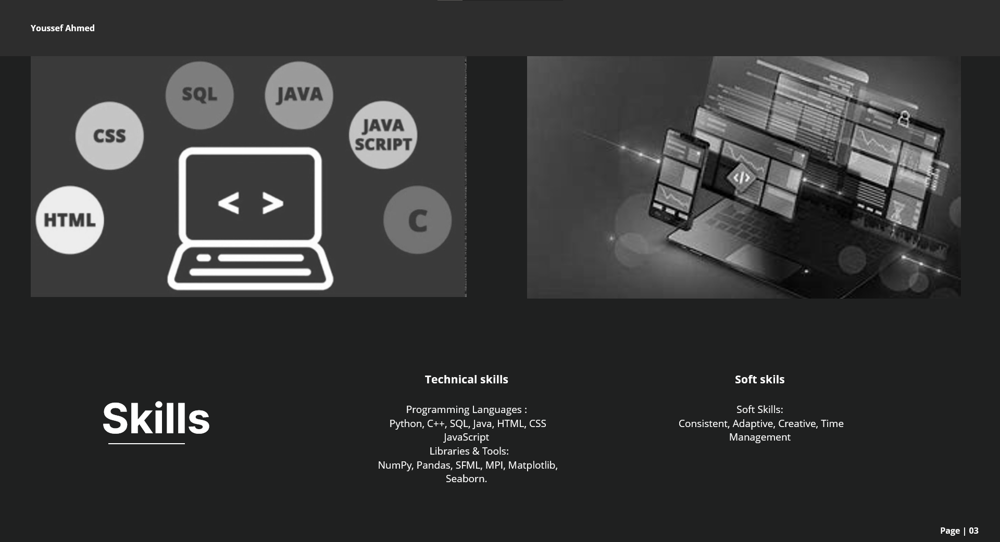 Youssef Ahmed
SQL
JAVA
CSS
JAVA
SCRIPT
HTML
< >
C
</>
Skills
Technical skills
Programming Languages :
Python, C++, SQL, Java, HTML, CSS
JavaScript
Libraries & Tools:
NumPy, Pandas, SFML, MPI, Matplotlib,
Seaborn.
Soft skils
Soft Skills:
Consistent, Adaptive, Creative, Time
Management
Page | 03